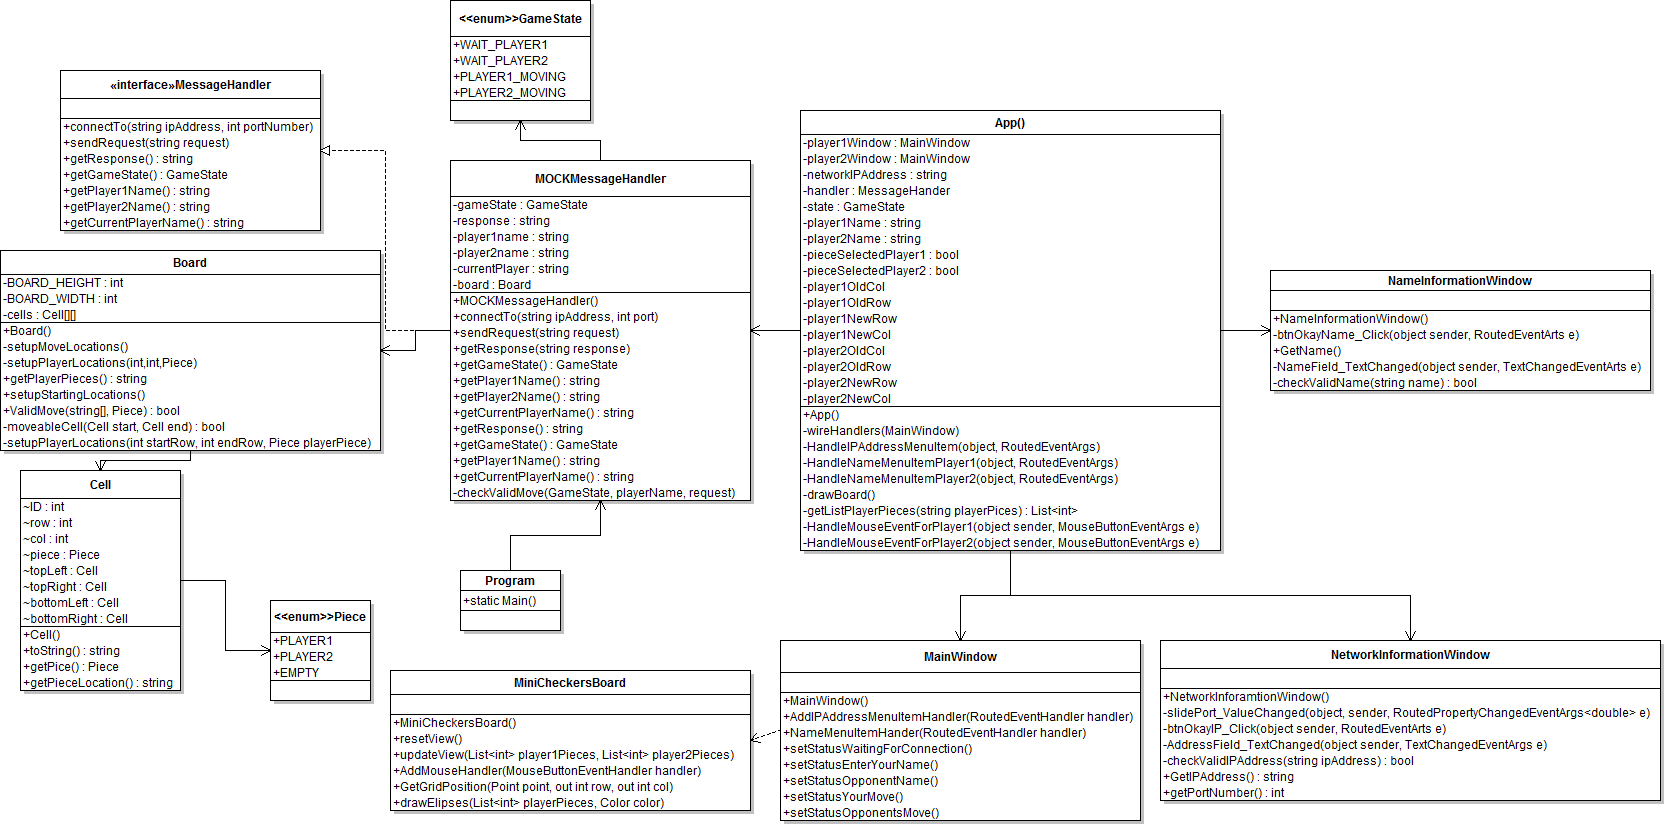 <<enum>>GameState
+WAIT_PLAYER1
+WAIT_PLAYER2
+PLAYER1_MOVING
+PLAYER2_MOVING
«interface»MessageHandler
+connectTo(string ipAddress, int portNumber)
+sendRequest(string request)
+getResponse() : string
+getGameState() : GameState
+getPlayer1Name() : string
+getPlayer2Name() : string
+getCurrentPlayerName() : string
Board
-BOARD_HEIGHT : int
-BOARD_WIDTH : int
-cells : Cell[][]
+Board()
-setupMoveLocations()
-setupPlayerLocations(int,int,Piece)
+getPlayerPieces() : string
+setupStartingLocations()
+ValidMove(string[], Piece) : bool
-moveableCell(Cell start, Cell end) : bool
-setupPlayerLocations(int startRow, int endRow, Piece playerPiece)
Cell
~ID : int
~row : int
~col : int
~piece : Piece
~topLeft : Cell
~topRight : Cell
~bottomLeft : Cell
~bottomRight : Cell
+Cell()
+toString() : string
+getPice() : Piece
+getPieceLocation() : string
<<enum>>Piece
+PLAYER1
+PLAYER2
+EMPTY
MOCKMessageHandler
-gameState : GameState
-response : string
-player1name : string
-player2name : string
-currentPlayer : string
-board : Board
+MOCKMessageHandler()
+connectTo(string ipAddress, int port)
+sendRequest(string request)
+getResponse(string response)
+getGameState() : GameState
+getPlayer1Name() : string
+getPlayer2Name() : string
+getCurrentPlayerName() : string
+getResponse() : string
+getGameState() : GameState
+getPlayer1Name() : string
+getCurrentPlayerName() : string
-checkValidMove(GameState, playerName, request)
Program
+static Main()
App()
-player1Window : MainWindow
-player2Window : MainWindow
-networkIPAddress : string
-handler : MessageHander
-state : GameState
-player1Name : string
-player2Name : string
-pieceSelectedPlayer1 : bool
-pieceSelectedPlayer2 : bool
-player1OldCol
-player1OldRow
-player1NewRow
-player1NewCol
-player2OldCol
-player2OldRow
-player2NewRow
-player2NewCol
+App()
-wireHandlers(MainWindow)
-HandleIPAddressMenuItem(object, RoutedEventArgs)
-HandleNameMenuItemPlayer1(object, RoutedEventArgs)
-HandleNameMenuItemPlayer2(object, RoutedEventArgs)
-drawBoard()
-getListPlayerPieces(string playerPices) : List<int>
-HandleMouseEventForPlayer1(object sender, MouseButtonEventArgs e)
-HandleMouseEventForPlayer2(object sender, MouseButtonEventArgs e)
NameInformationWindow
+NameInformationWindow()
-btnOkayName_Click(object sender, RoutedEventArts e)
+GetName()
-NameField_TextChanged(object sender, TextChangedEventArts e)
-checkValidName(string name) : bool
MiniCheckersBoard
+MiniCheckersBoard()
+resetView()
+updateView(List<int> player1Pieces, List<int> player2Pieces)
+AddMouseHandler(MouseButtonEventHandler handler)
+GetGridPosition(Point point, out int row, out int col)
+drawElipses(List<int> playerPieces, Color color)
MainWindow
+MainWindow()
+AddIPAddressMenuItemHandler(RoutedEventHandler handler)
+NameMenuItemHander(RoutedEventHandler handler)
+setStatusWaitingForConnection()
+setStatusEnterYourName()
+setStatusOpponentName()
+setStatusYourMove()
+setStatusOpponentsMove()
NetworkInformationWindow
+NetworkInforamtionWindow()
-slidePort_ValueChanged(object, sender, RoutedPropertyChangedEventArgs<double> e)
-btnOkayIP_Click(object sender, RoutedEventArts e)
-AddressField_TextChanged(object sender, TextChangedEventArts e)
-checkValidIPAddress(string ipAddress) : bool
+GetIPAddress() : string
+getPortNumber() : int